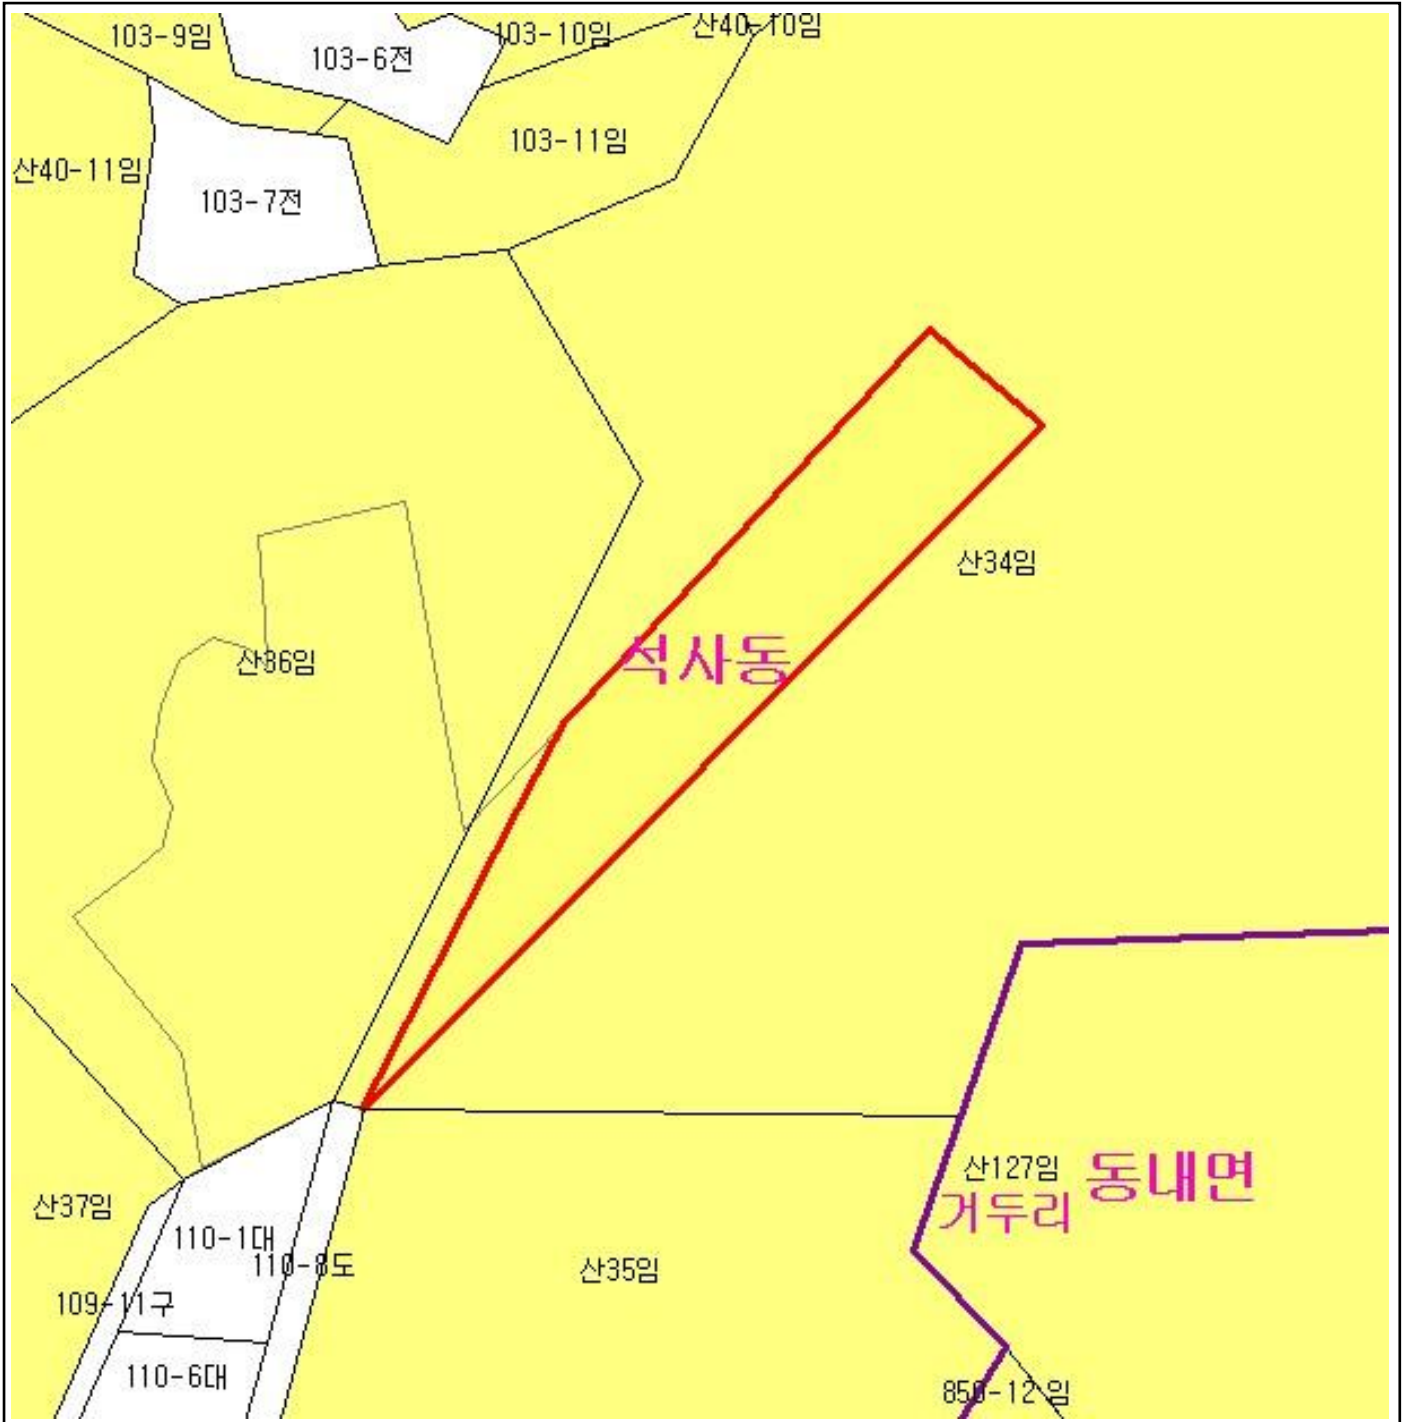 103-9임
103-6전
103-10임
산40-10임
산40-11임
103-11임
103-7전
산34임
석사동
산36임
산127임
동내면
거두리
산37임
110-1대
110-8도
산35임
109-11구
110-6대
850-12 임